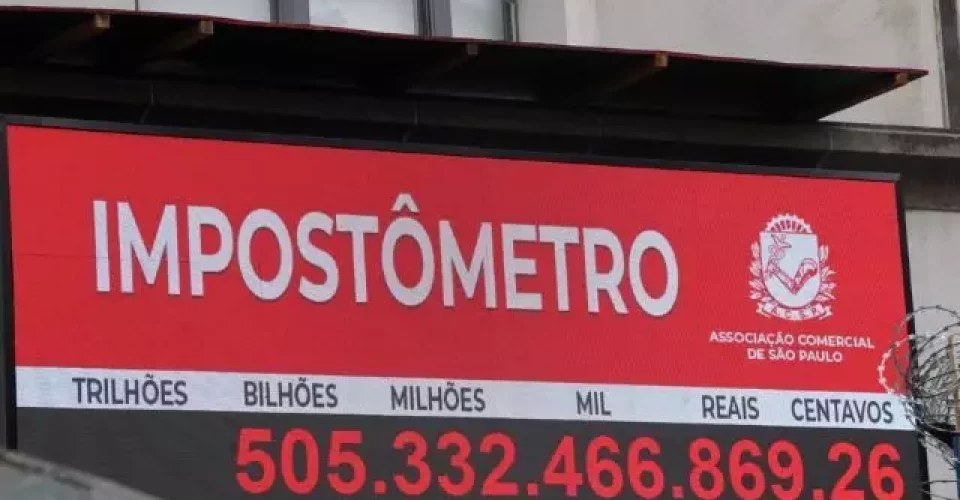 IMPOSTÔMETRO
A.C.S.P.
ASSOCIAÇÃO COMERCIAL
DE SÃO PAULO
TRILHÕES BILHÕES MILHÕES MIL REAIS CENTAVOS
505.332.466.869,26